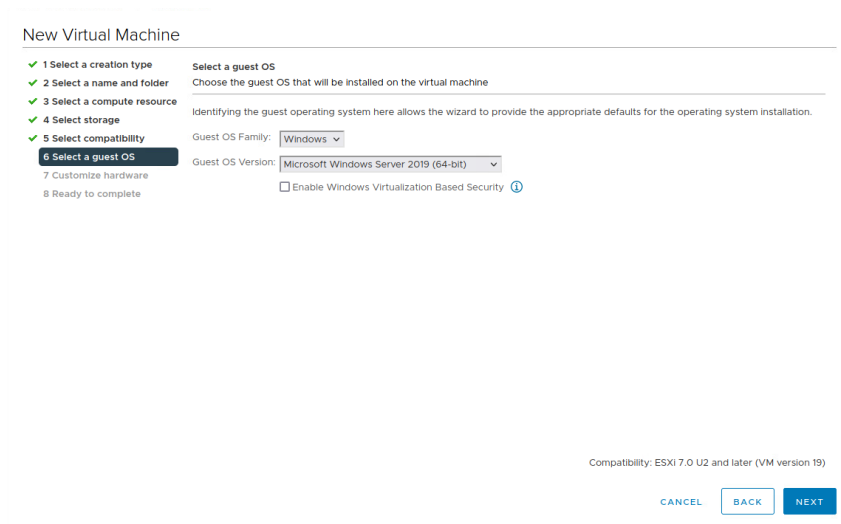 New Virtual Machine
1 Select a creation type
2 Select a name and folder
3 Select a compute resource
4 Select storage
5 Select compatibility
6 Select a guest OS
7 Customize hardware
8 Ready to complete
Select a guest OS
Choose the guest OS that will be installed on the virtual machine
Identifying the guest operating system here allows the wizard to provide the appropriate defaults for the operating system installation.
Guest OS Family: Windows
Guest OS Version: Microsoft Windows Server 2019 (64-bit)
Enable Windows Virtualization Based Security
Compatibility: ESXi 7.0 U2 and later (VM version 19)
CANCEL BACK NEXT